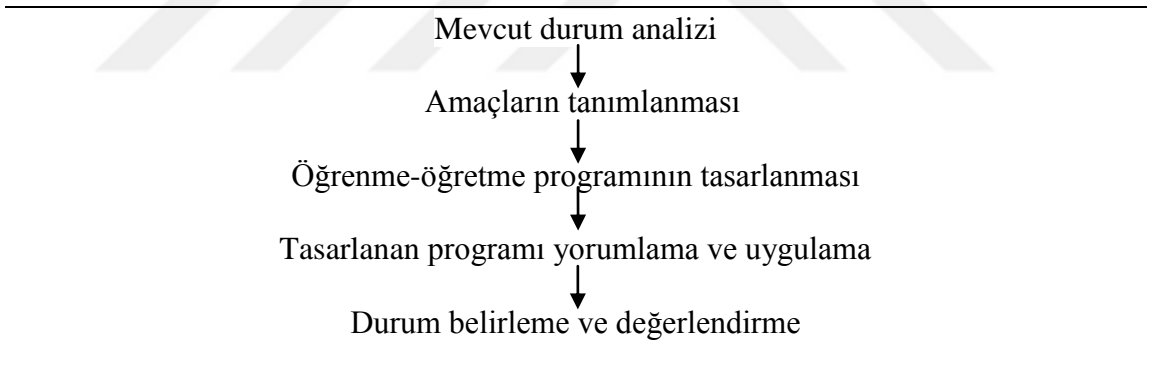 Mevcut durum analizi
Amaçların tanımlanması
Öğrenme-öğretme programının tasarlanması
Tasarlanan programı yorumlama ve uygulama
Durum belirleme ve değerlendirme